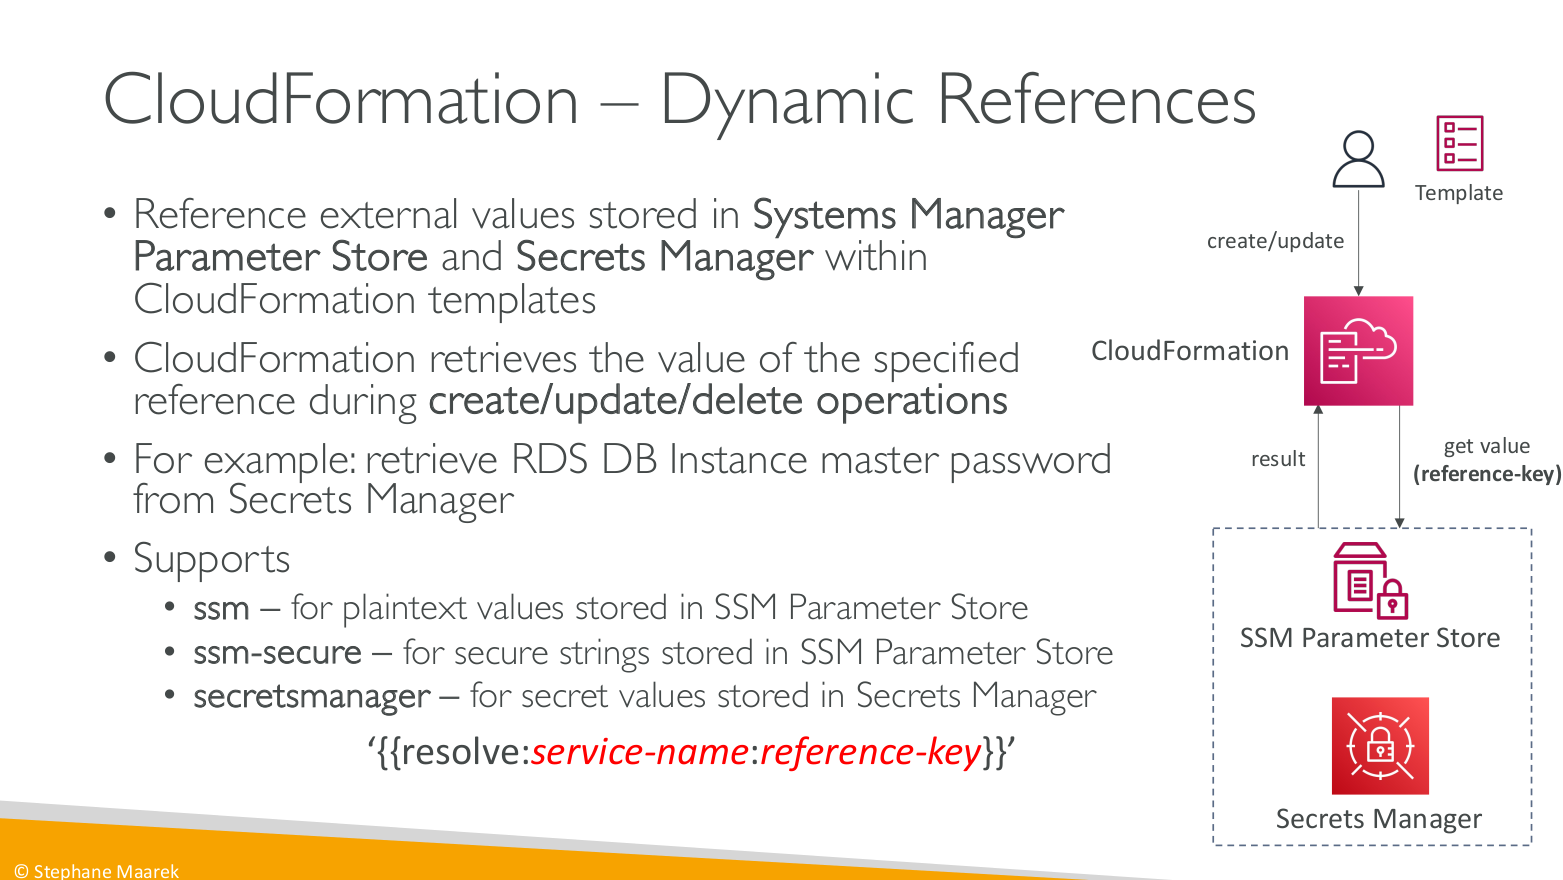 CloudFormation – Dynamic References
• Reference external values stored in Systems Manager
Parameter Store and Secrets Manager within
CloudFormation templates
• CloudFormation retrieves the value of the specified
reference during create/update/delete operations
• For example: retrieve RDS DB Instance master password
from Secrets Manager
• Supports
• ssm – for plaintext values stored in SSM Parameter Store
• ssm-secure – for secure strings stored in SSM Parameter Store
• secretsmanager – for secret values stored in Secrets Manager
‘{{resolve:service-name:reference-key}}’
Template
create/update
CloudFormation
result
get value
(reference-key)
SSM Parameter Store
Secrets Manager
© Stephane Maarek